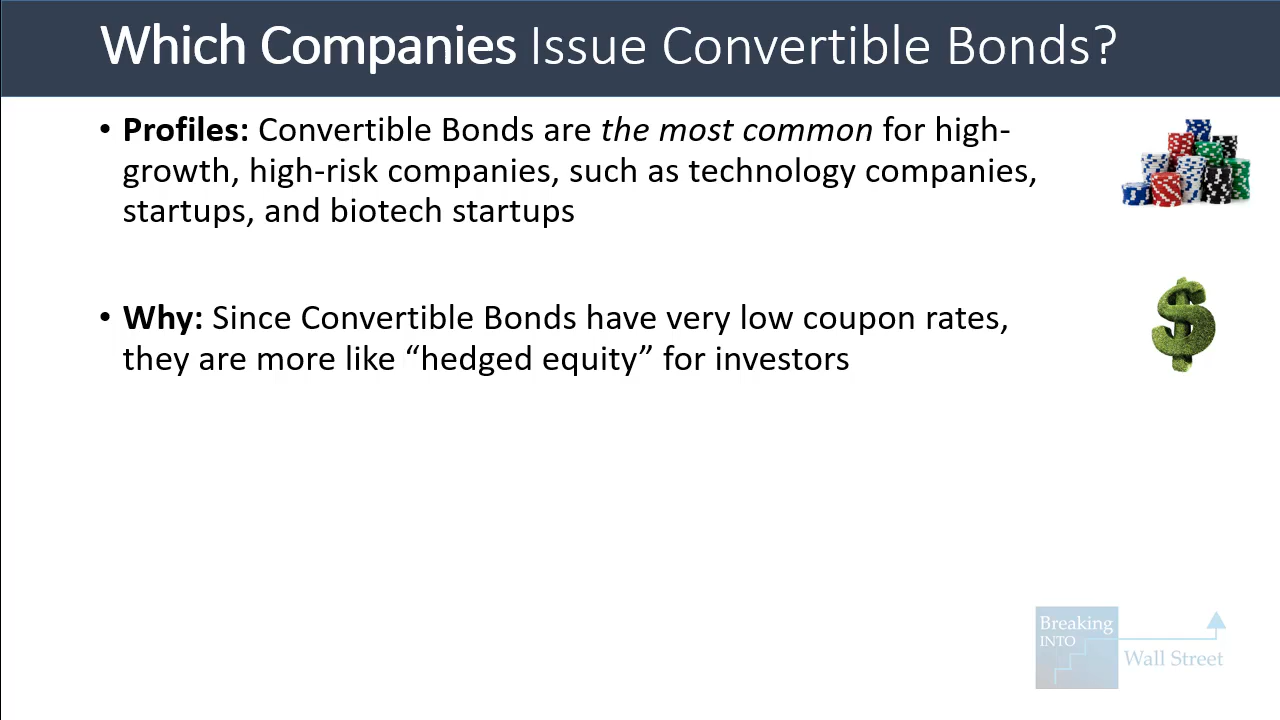 Which Companies Issue Convertible Bonds?
• Profiles: Convertible Bonds are the most common for high-
growth, high-risk companies, such as technology companies,
startups, and biotech startups
• Why: Since Convertible Bonds have very low coupon rates,
they are more like “hedged equity” for investors
Breaking
INTO
Wall Street